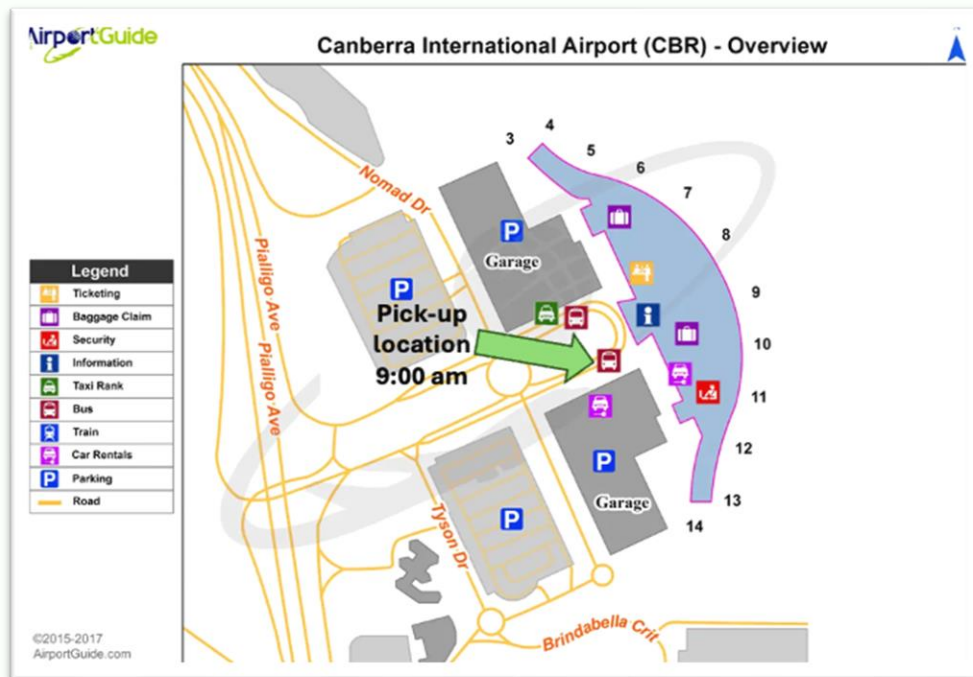 AirportGuide
Canberra International Airport (CBR) - Overview
3
4
5
6
7
8
9
10
11
12
13
14
Nomad Dr
Pialligo Ave
Pialligo Ave
P
Garage
P
Pick-up
location
9:00 am
i
P
Garage
P
Tyson Dr
Brindabella Crit
Legend
Ticketing
Baggage Claim
Security
i Information
Taxi Rank
Bus
Train
Car Rentals
P Parking
Road
©2015-2017
AirportGuide.com